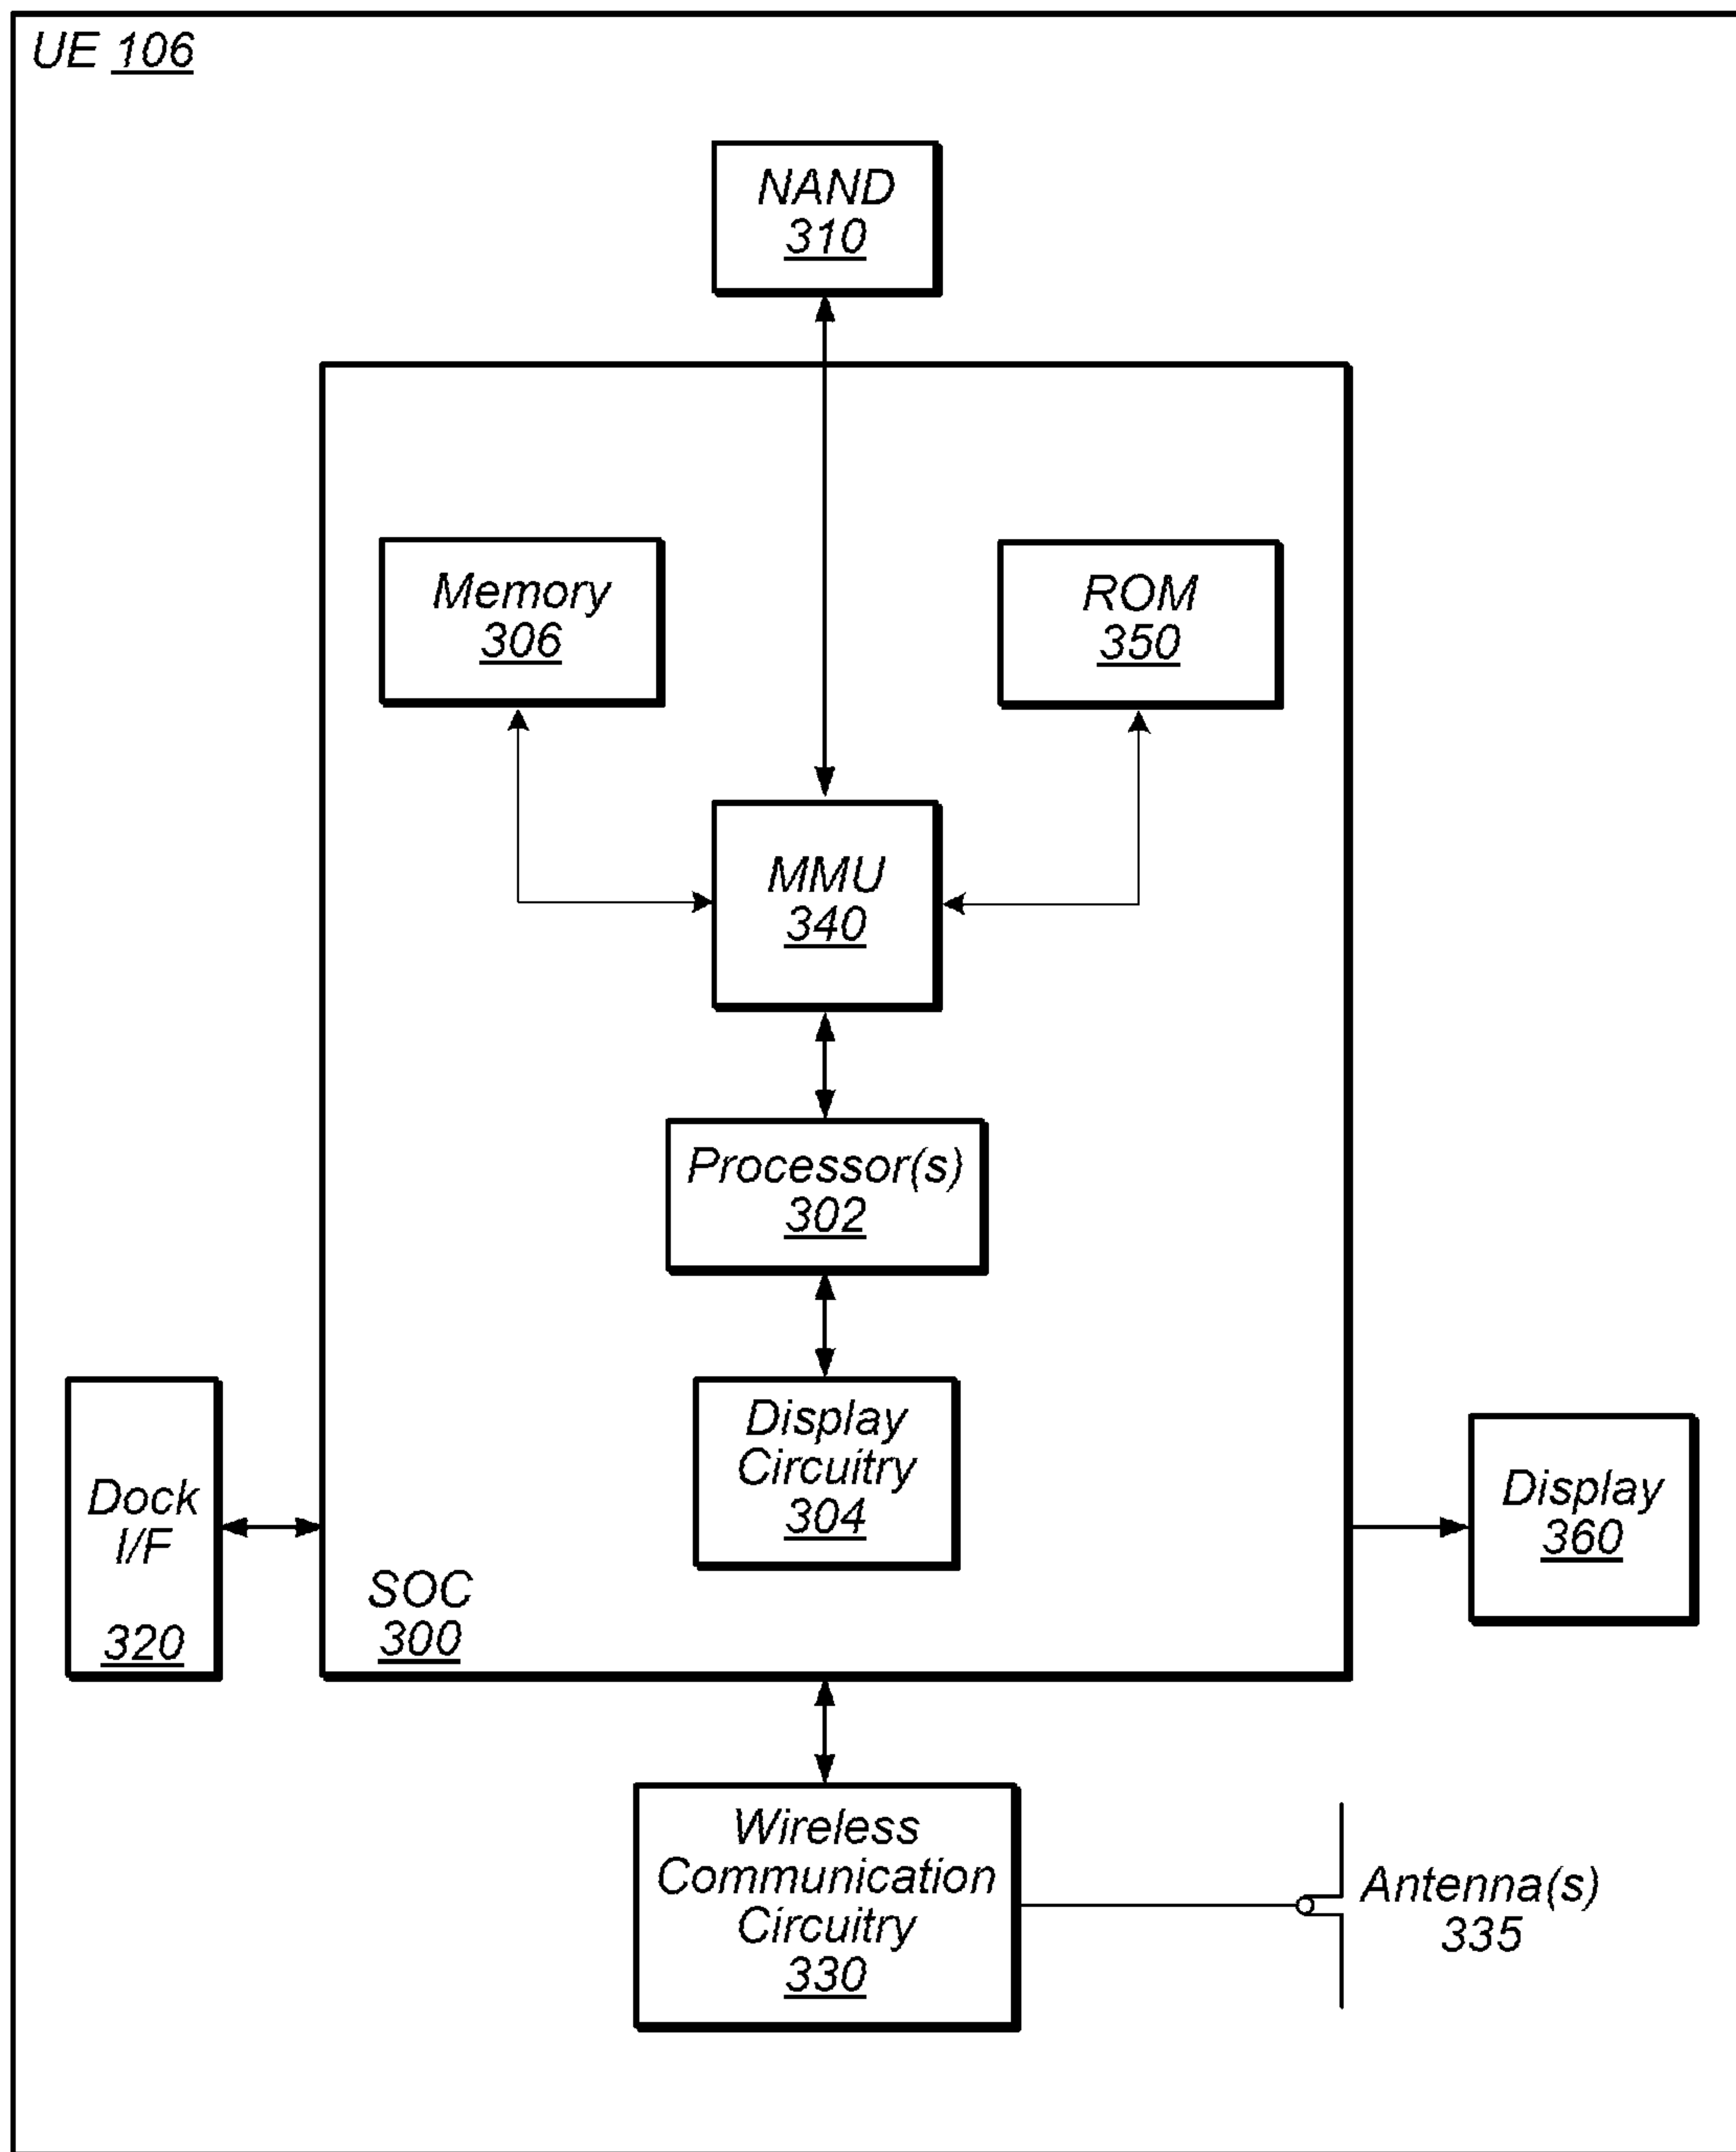 UE 106
NAND
310
Memory
306
ROM
350
MMU
340
Processor(s)
302
Display
Circuitry
304
Dock
I/F
320
SOC
300
Display
360
Wireless
Communication
Circuitry
330
Antenna(s)
335